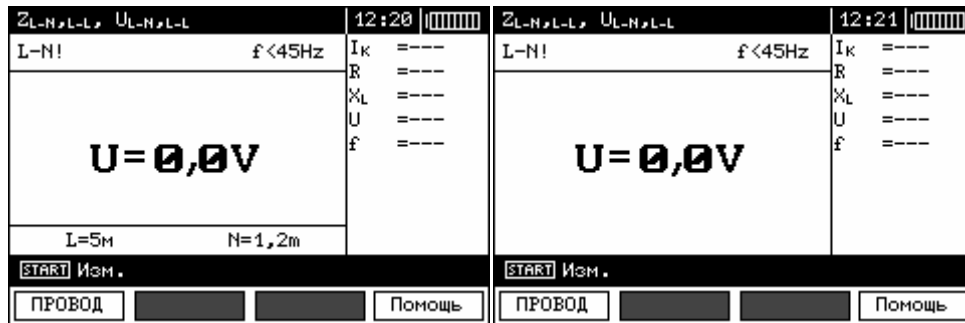 ZL-N,L-L, UL-N,L-L 12:20
L-N! f<45Hz
IK =---
R =---
XL =---
U =---
f =---
U=0,0V
L=5м N=1,2m
START Изм.
ПРОВОД Помощь
ZL-N,L-L, UL-N,L-L 12:21
L-N! f<45Hz
IK =---
R =---
XL =---
U =---
f =---
U=0,0V
START Изм.
ПРОВОД Помощь